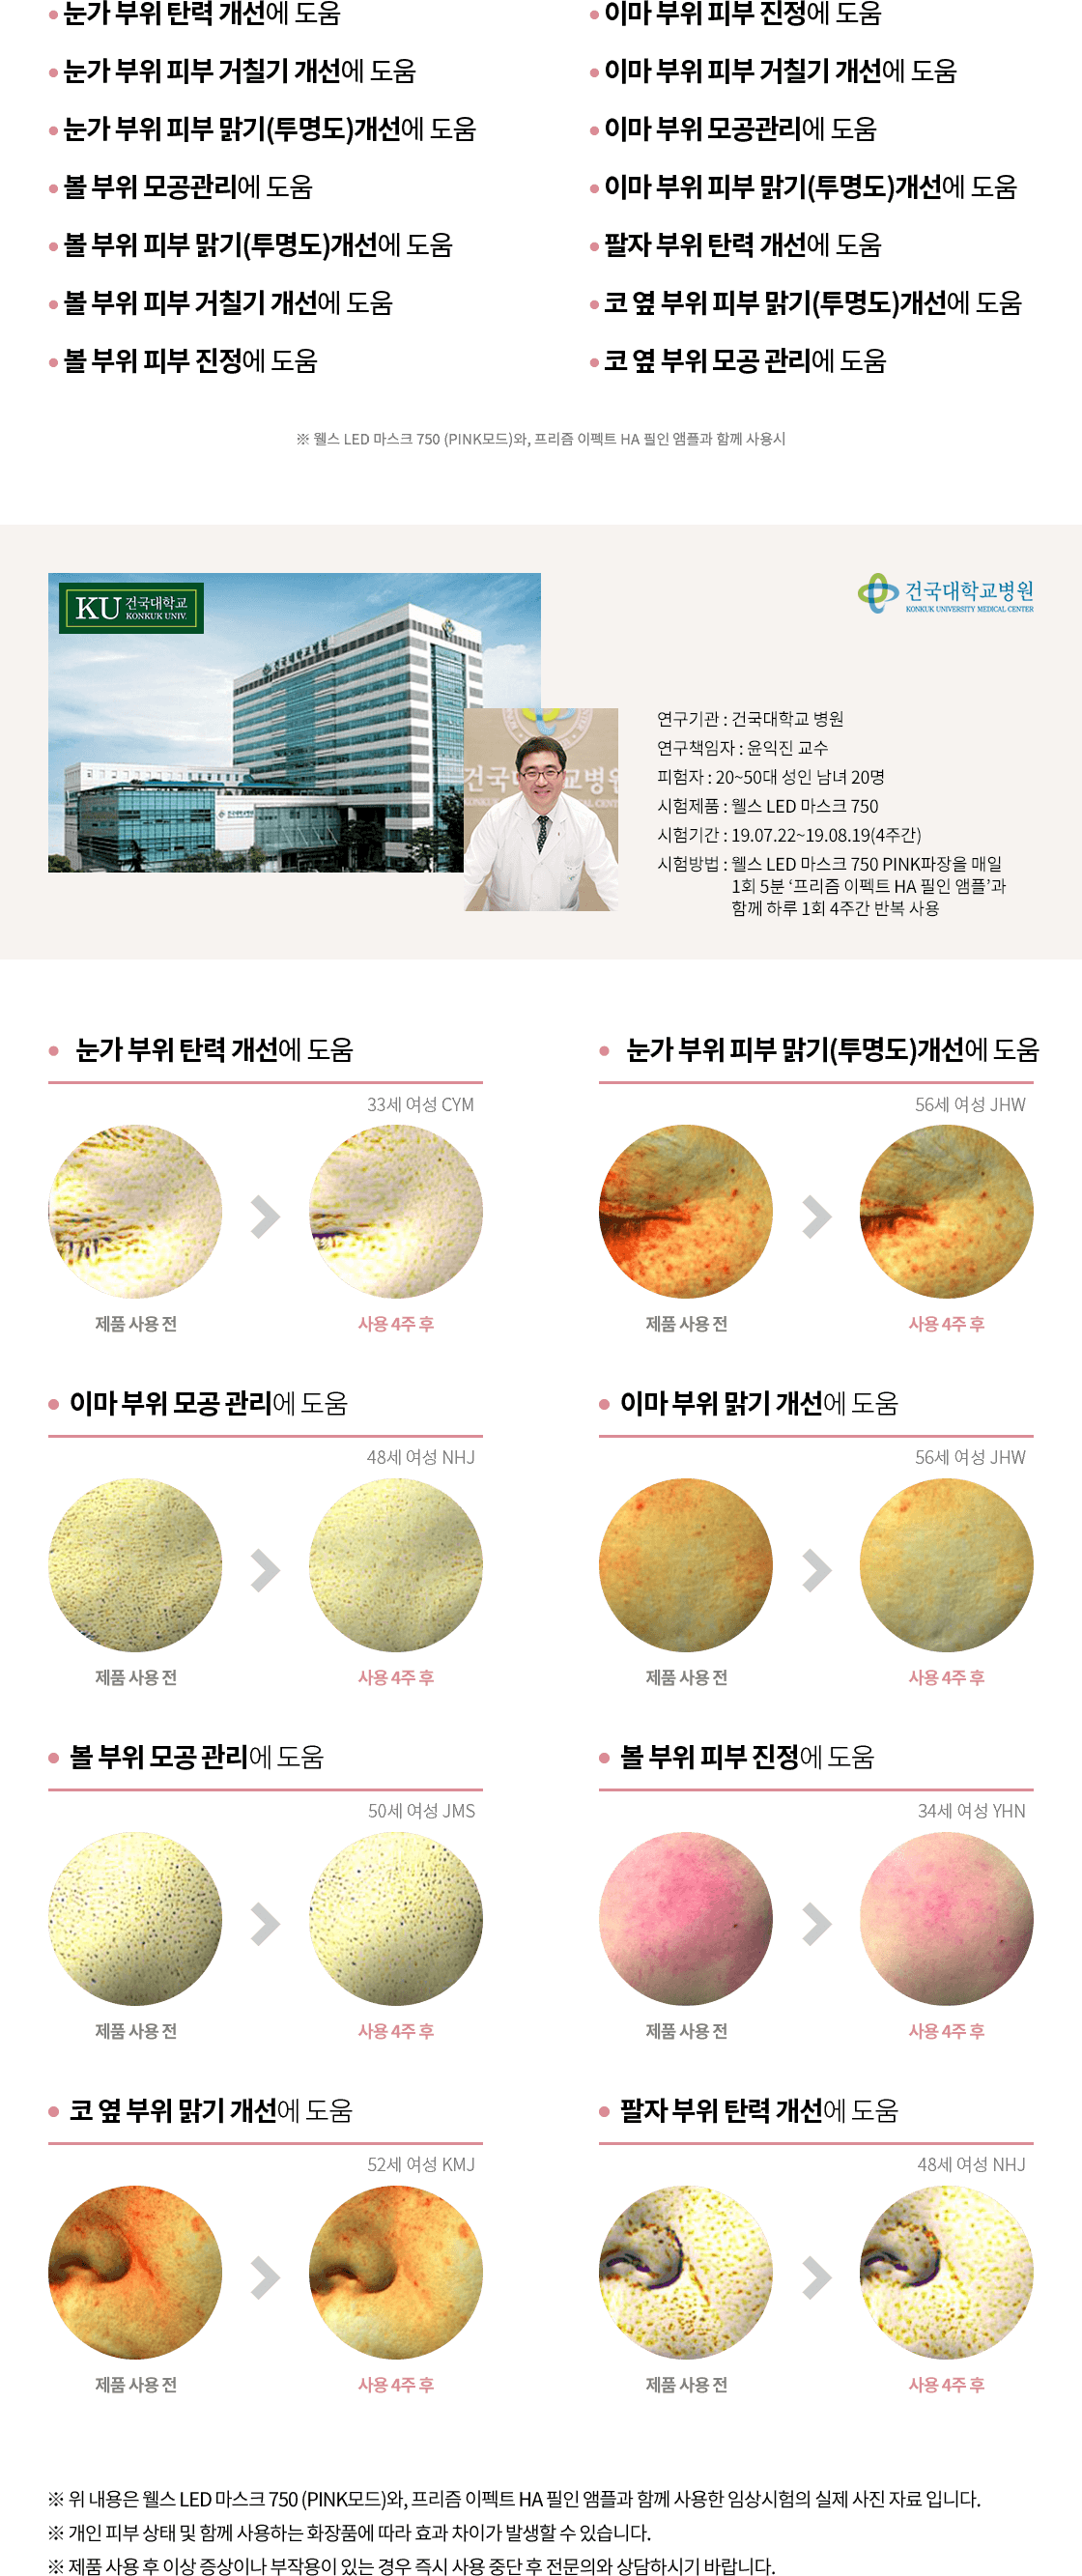 눈가 부위 탄력 개선에 도움
눈가 부위 피부 거칠기 개선에 도움
눈가 부위 피부 맑기(투명도)개선에 도움
볼 부위 모공관리에 도움
볼 부위 피부 맑기(투명도)개선에 도움
볼 부위 피부 거칠기 개선에 도움
볼 부위 피부 진정에 도움
이마 부위 피부 진정에 도움
이마 부위 피부 거칠기 개선에 도움
이마 부위 모공관리에 도움
이마 부위 피부 맑기(투명도)개선에 도움
팔자 부위 탄력 개선에 도움
코 옆 부위 피부 맑기(투명도)개선에 도움
코 옆 부위 모공 관리에 도움
※ 웰스 LED 마스크 750 (PINK모드)와, 프리즘 이펙트 HA 필인 앰플과 함께 사용시
KU 건국대학교
KONKUK UNIV.
건국대학교병원
건국대학교병원
건국대학교병원
KONKUK UNIVERSITY MEDICAL CENTER
연구기관 : 건국대학교 병원
연구책임자 : 윤익진 교수
피험자 : 20~50대 성인 남녀 20명
시험제품 : 웰스 LED 마스크 750
시험기간 : 19.07.22~19.08.19(4주간)
시험방법 : 웰스 LED 마스크 750 PINK파장을 매일
1회 5분 ‘프리즘 이펙트 HA 필인 앰플’과
함께 하루 1회 4주간 반복 사용
눈가 부위 탄력 개선에 도움
33세 여성 CYM
제품 사용 전
사용 4주 후
눈가 부위 피부 맑기(투명도)개선에 도움
56세 여성 JHW
제품 사용 전
사용 4주 후
이마 부위 모공 관리에 도움
48세 여성 NHJ
제품 사용 전
사용 4주 후
이마 부위 맑기 개선에 도움
56세 여성 JHW
제품 사용 전
사용 4주 후
볼 부위 모공 관리에 도움
50세 여성 JMS
제품 사용 전
사용 4주 후
볼 부위 피부 진정에 도움
34세 여성 YHN
제품 사용 전
사용 4주 후
코 옆 부위 맑기 개선에 도움
52세 여성 KMJ
제품 사용 전
사용 4주 후
팔자 부위 탄력 개선에 도움
48세 여성 NHJ
제품 사용 전
사용 4주 후
※ 위 내용은 웰스 LED 마스크 750 (PINK모드)와, 프리즘 이펙트 HA 필인 앰플과 함께 사용한 임상시험의 실제 사진 자료 입니다.
※ 개인 피부 상태 및 함께 사용하는 화장품에 따라 효과 차이가 발생할 수 있습니다.
※ 제품 사용 후 이상 증상이나 부작용이 있는 경우 즉시 사용 중단 후 전문의와 상담하시기 바랍니다.